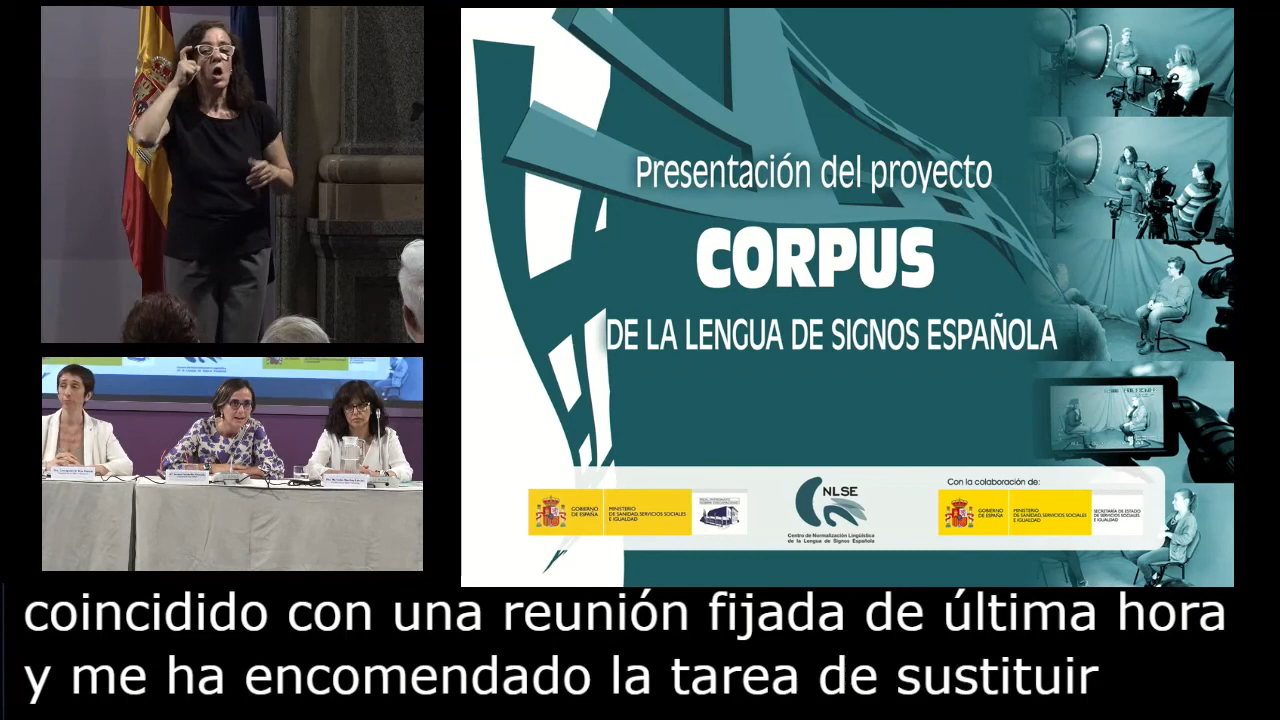 Presentación del proyecto
CORPUS
DE LA LENGUA DE SIGNOS ESPAÑOLA
Con la colaboración de:
GOBIERNO
DE ESPAÑA
MINISTERIO
DE SANIDAD, SERVICIOS SOCIALES
E IGUALDAD
NLSE
Centro de Normalización Lingüística
de la Lengua de Signos Española
GOBIERNO
DE ESPAÑA
MINISTERIO
DE SANIDAD, SERVICIOS SOCIALES
E IGUALDAD
SECRETARÍA DE ESTADO
DE SERVICIOS SOCIALES
E IGUALDAD
coincidido con una reunión fijada de última hora
y me ha encomendado la tarea de sustituir